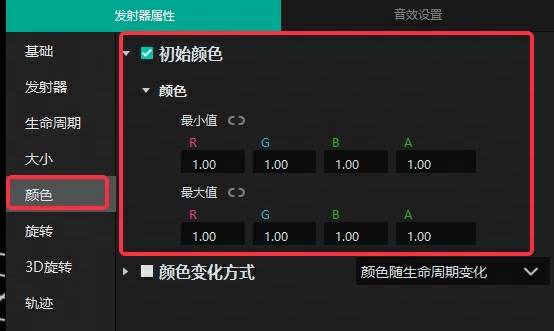 发射器属性 音效设置
基础
发射器
生命周期
大小
颜色
旋转
3D旋转
轨迹
初始颜色
颜色
最小值
R G B A
1.00 1.00 1.00 1.00
最大值
R G B A
1.00 1.00 1.00 1.00
颜色变化方式 颜色随生命周期变化